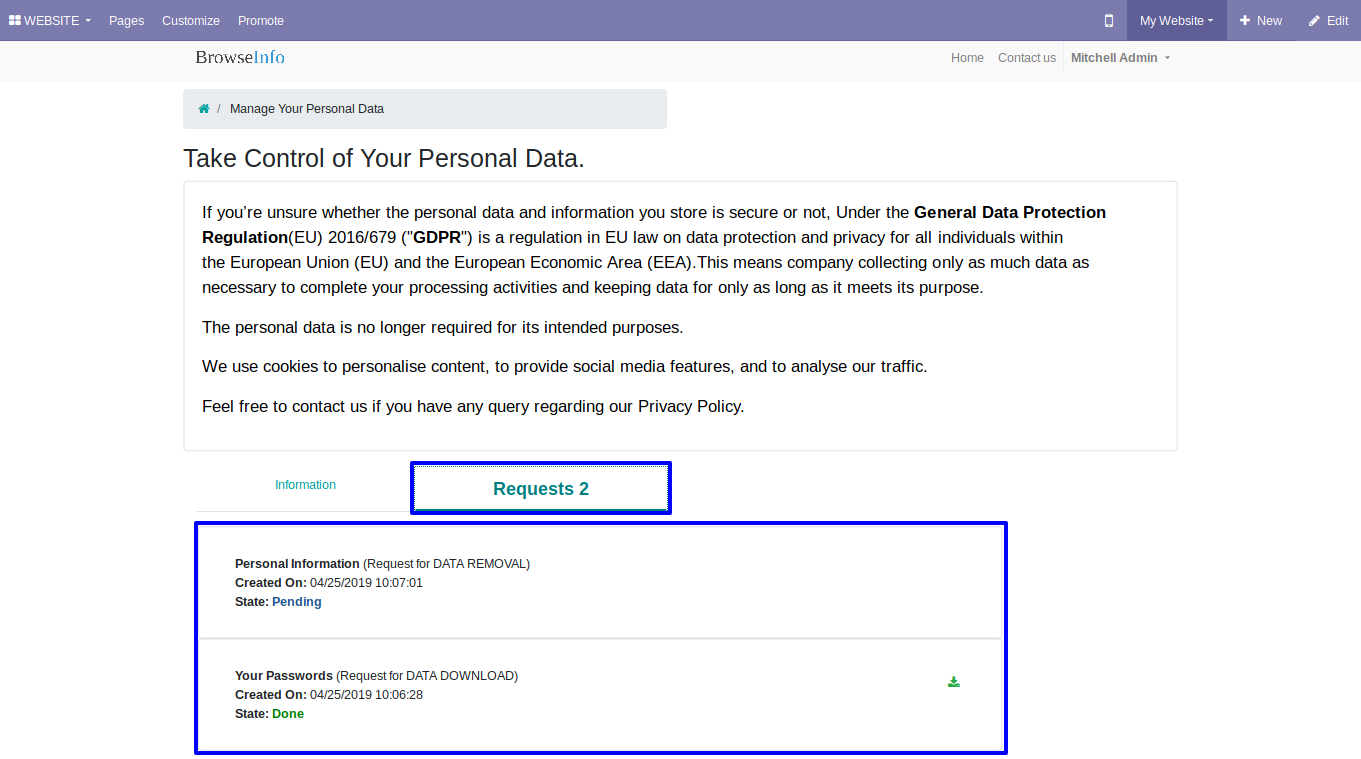 WEBSITE Pages Customize Promote My Website New Edit
BrowseInfo Home Contact us Mitchell Admin
/ Manage Your Personal Data
Take Control of Your Personal Data.
If you’re unsure whether the personal data and information you store is secure or not, Under the General Data Protection
Regulation(EU) 2016/679 ("GDPR") is a regulation in EU law on data protection and privacy for all individuals within
the European Union (EU) and the European Economic Area (EEA).This means company collecting only as much data as
necessary to complete your processing activities and keeping data for only as long as it meets its purpose.
The personal data is no longer required for its intended purposes.
We use cookies to personalise content, to provide social media features, and to analyse our traffic.
Feel free to contact us if you have any query regarding our Privacy Policy.
Information Requests 2
Personal Information (Request for DATA REMOVAL)
Created On: 04/25/2019 10:07:01
State: Pending
Your Passwords (Request for DATA DOWNLOAD)
Created On: 04/25/2019 10:06:28
State: Done